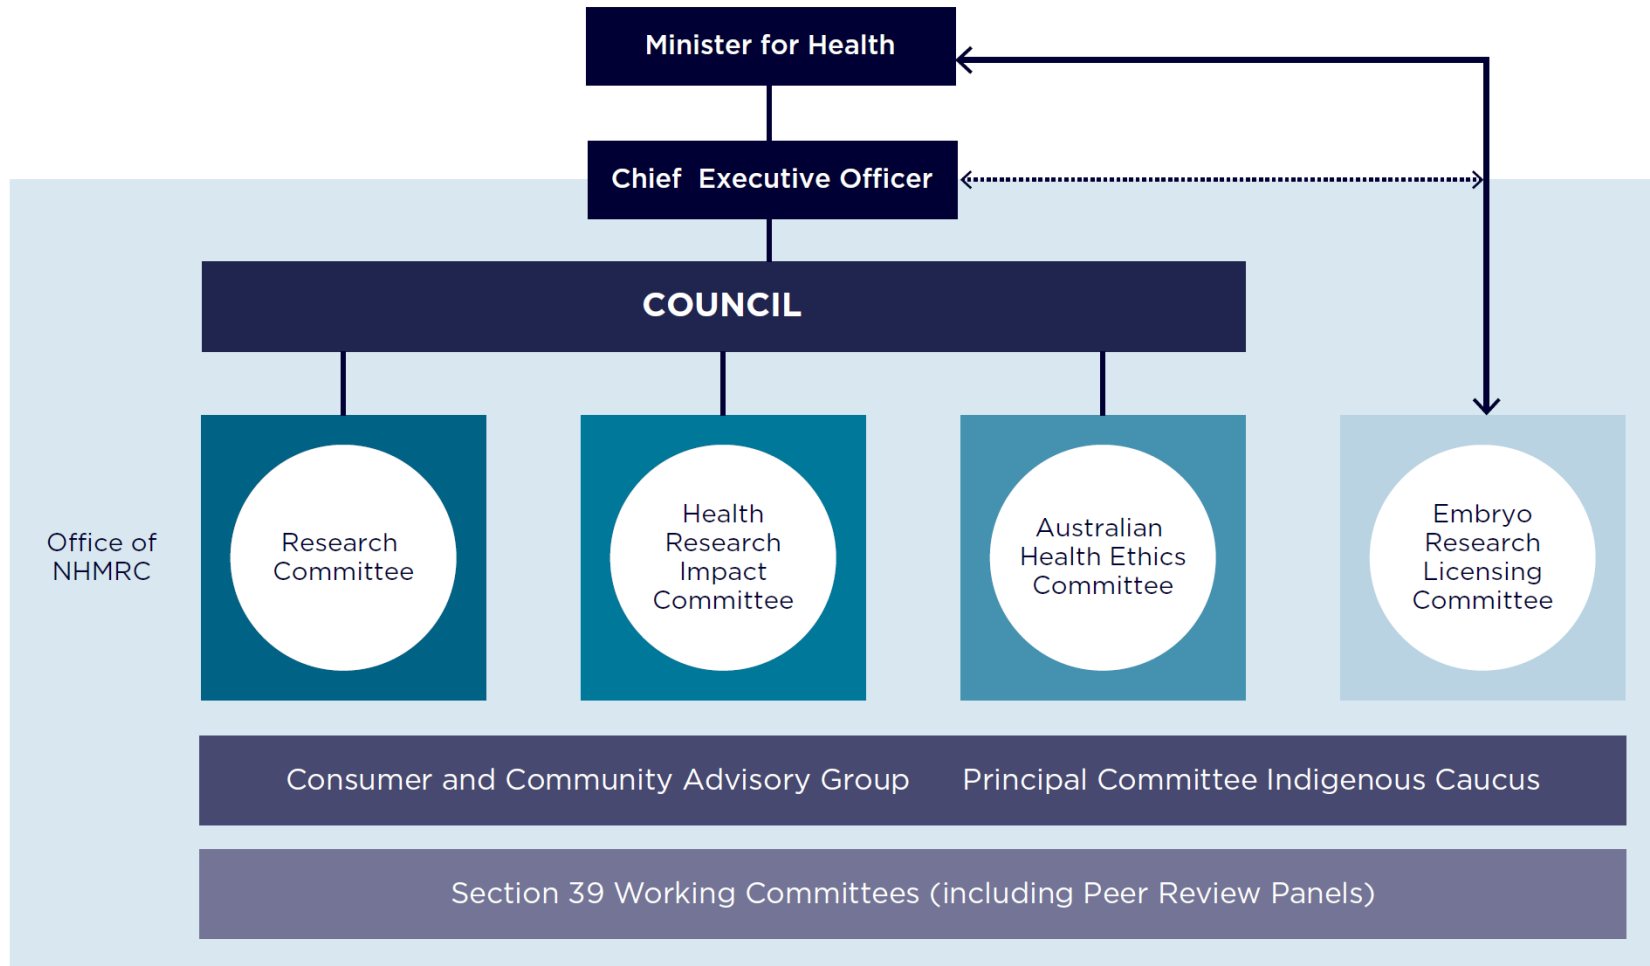 Minister for Health
Chief Executive Officer
COUNCIL
Office of
NHMRC
Research
Committee
Health
Research
Impact
Committee
Australian
Health Ethics
Committee
Embryo
Research
Licensing
Committee
Consumer and Community Advisory Group
Principal Committee Indigenous Caucus
Section 39 Working Committees (including Peer Review Panels)